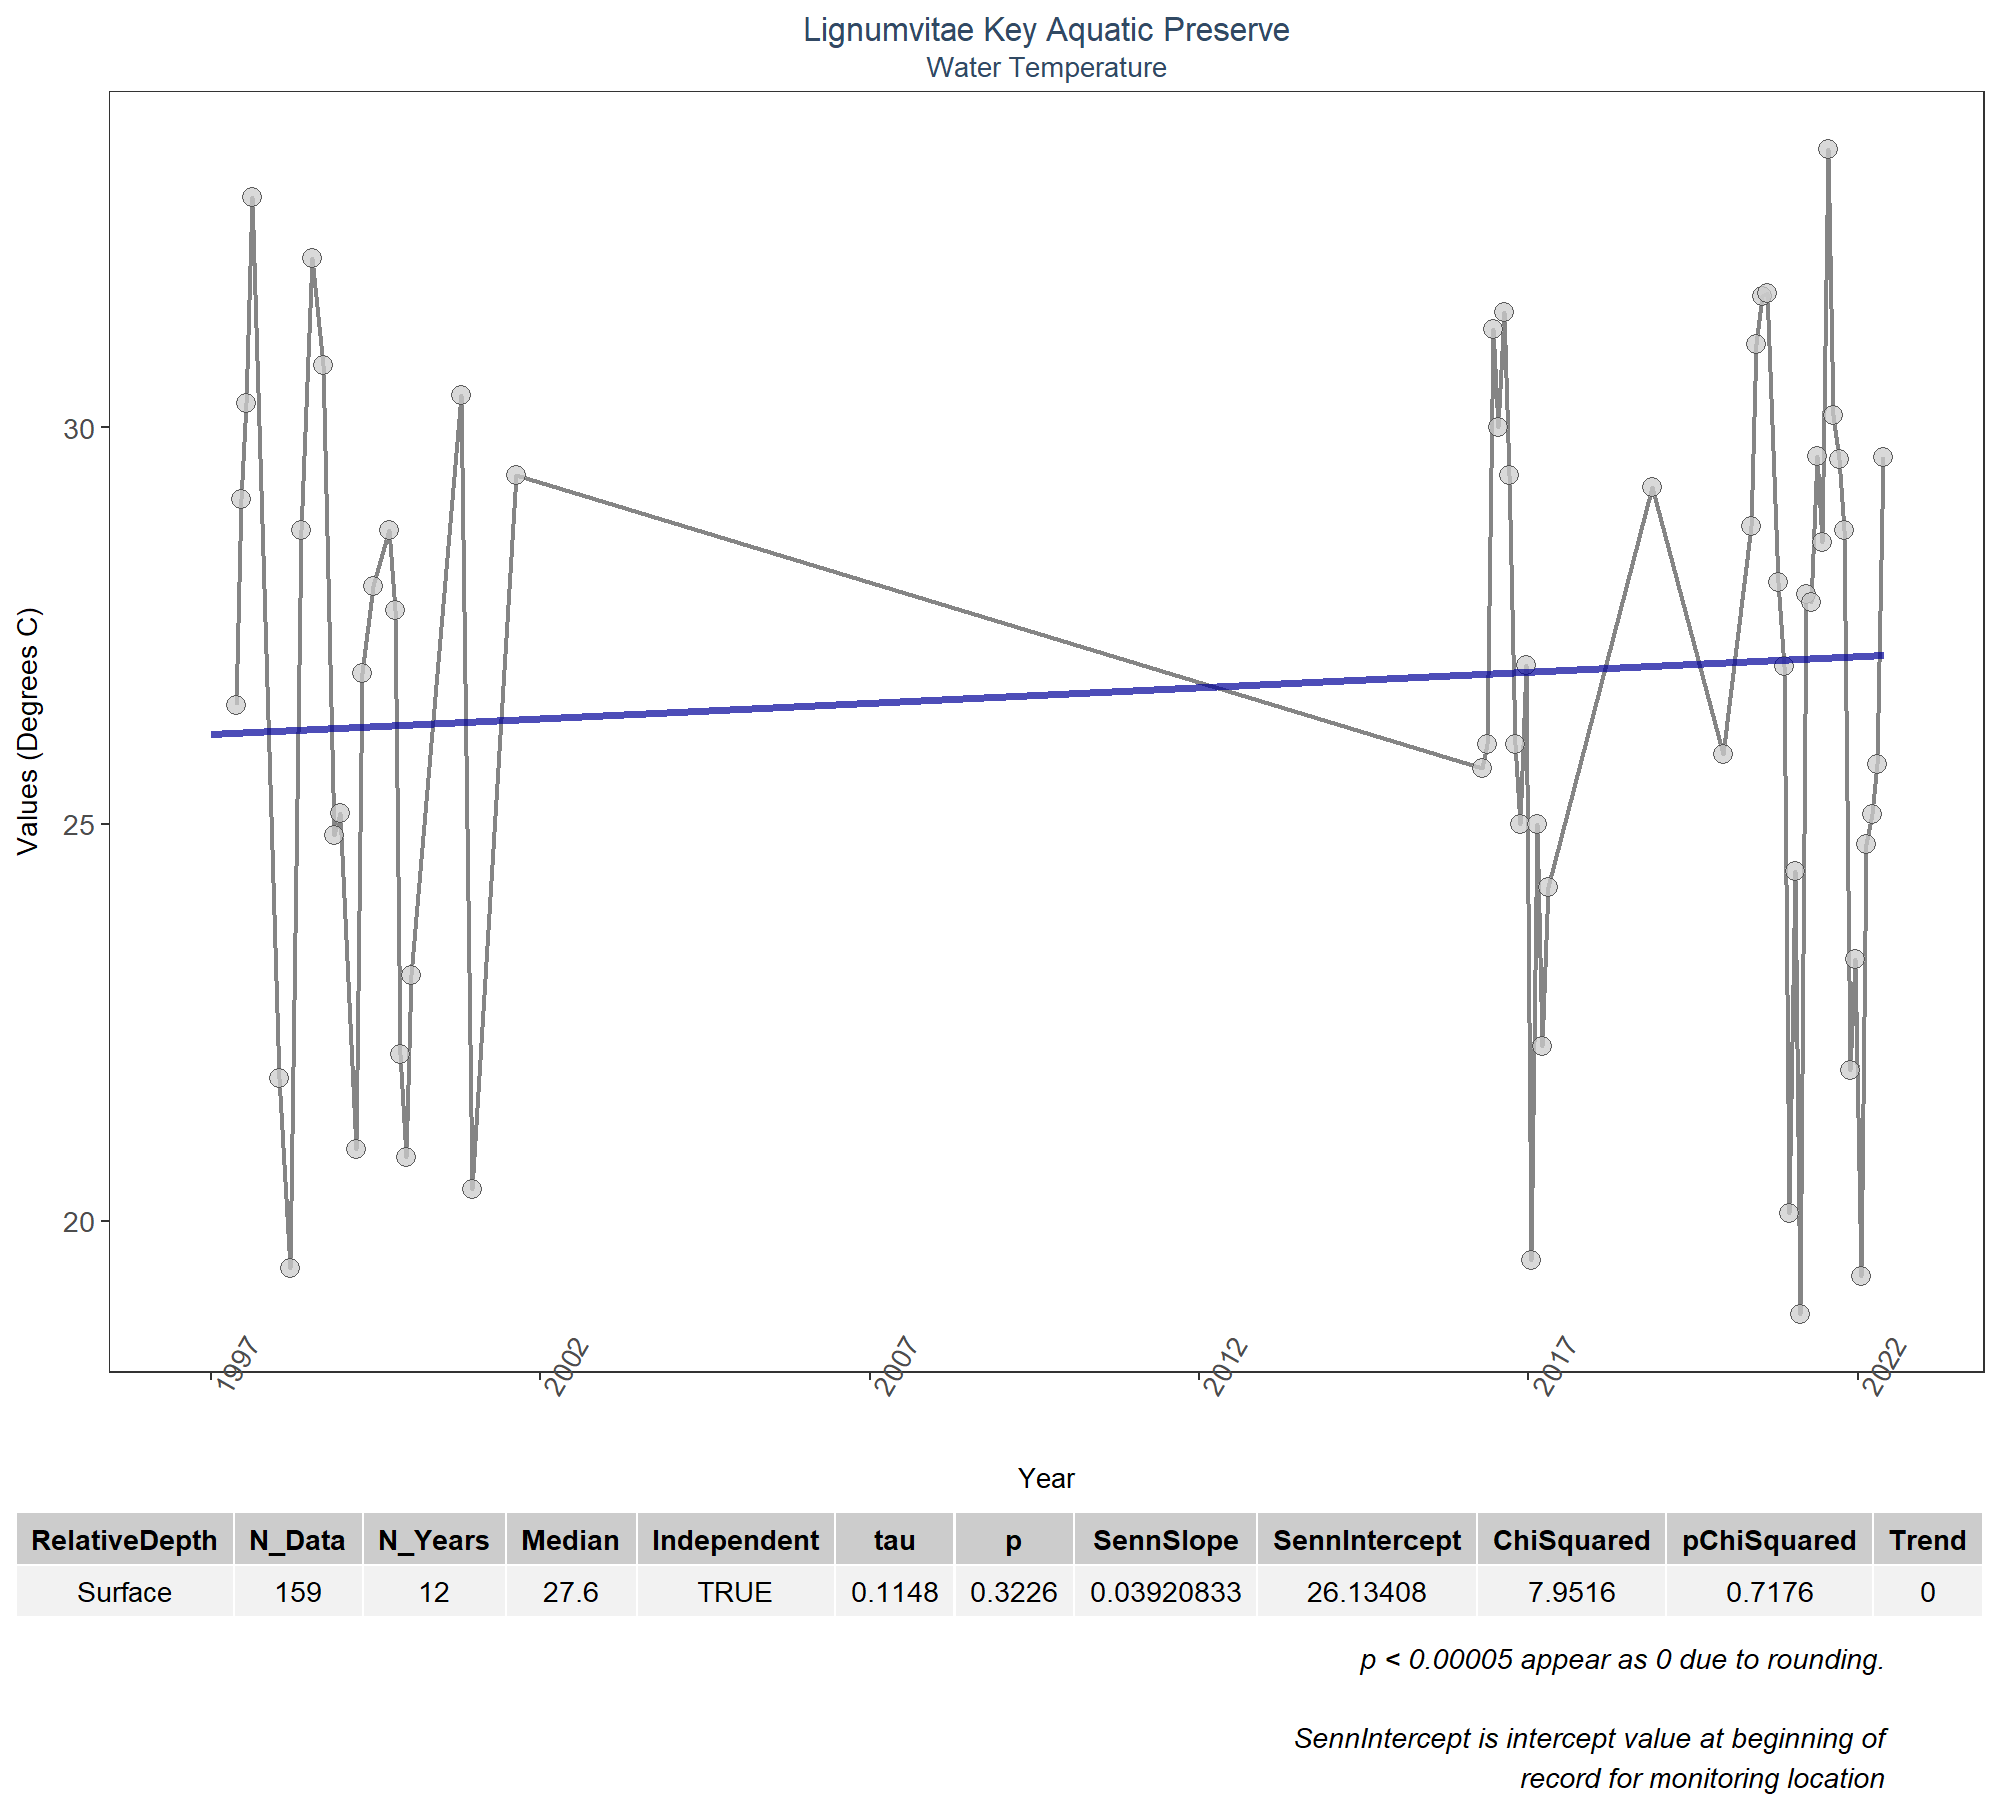 Lignumvitae Key Aquatic Preserve
Water Temperature
Values (Degrees C)
30
25
20
1997 2002 2007 2012 2017 2022
Year
RelativeDepth N_Data N_Years Median Independent tau p SennSlope SennIntercept ChiSquared pChiSquared Trend
Surface 159 12 27.6 TRUE 0.1148 0.3226 0.03920833 26.13408 7.9516 0.7176 0
p < 0.00005 appear as 0 due to rounding.
SennIntercept is intercept value at beginning of
record for monitoring location